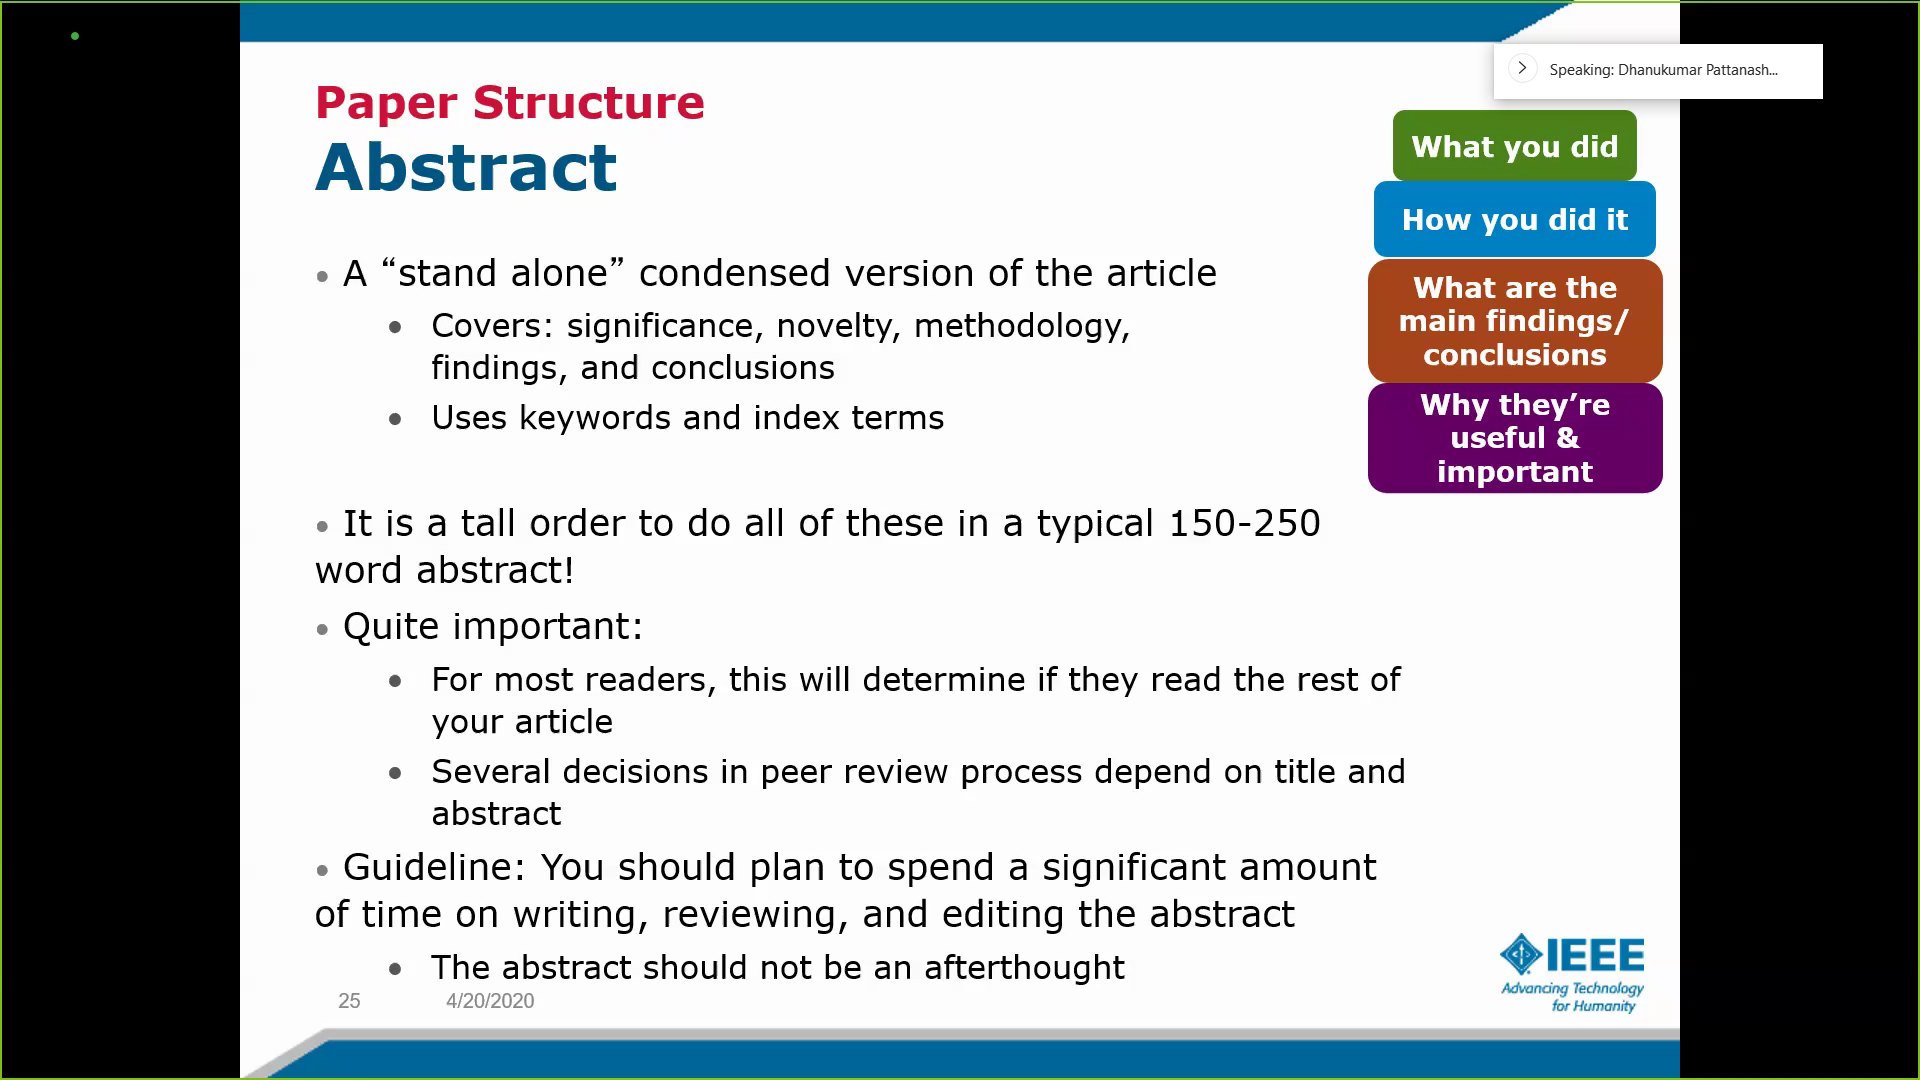 Speaking: Dhanukumar Pattanash...
Paper Structure
Abstract
What you did
How you did it
What are the
main findings/
conclusions
Why they’re
useful &
important
• A “stand alone” condensed version of the article
• Covers: significance, novelty, methodology,
findings, and conclusions
• Uses keywords and index terms
• It is a tall order to do all of these in a typical 150-250
word abstract!
• Quite important:
• For most readers, this will determine if they read the rest of
your article
• Several decisions in peer review process depend on title and
abstract
• Guideline: You should plan to spend a significant amount
of time on writing, reviewing, and editing the abstract
• The abstract should not be an afterthought
25 4/20/2020
IEEE
Advancing Technology
for Humanity